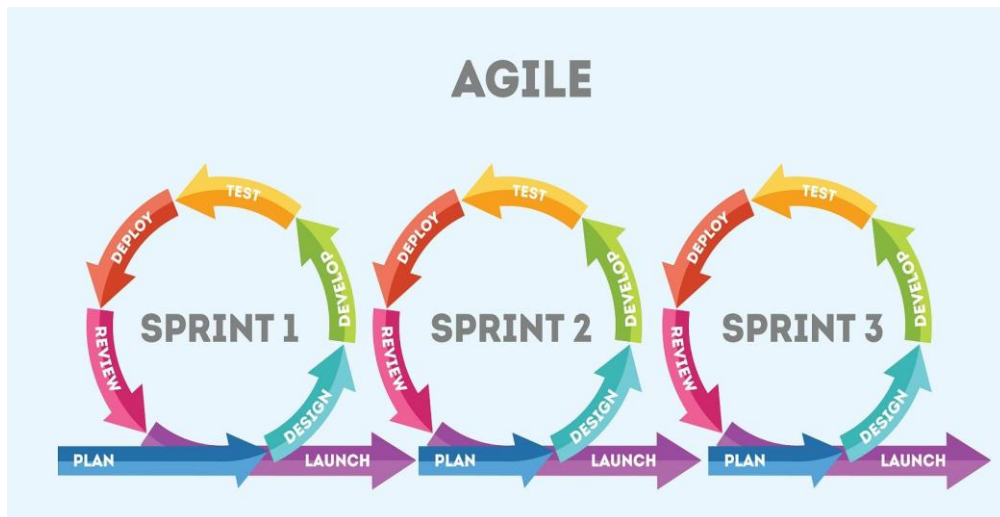 AGILE
SPRINT 1
PLAN
DESIGN
DEVELOP
TEST
DEPLOY
REVIEW
LAUNCH
SPRINT 2
PLAN
DESIGN
DEVELOP
TEST
DEPLOY
REVIEW
LAUNCH
SPRINT 3
PLAN
DESIGN
DEVELOP
TEST
DEPLOY
REVIEW
LAUNCH